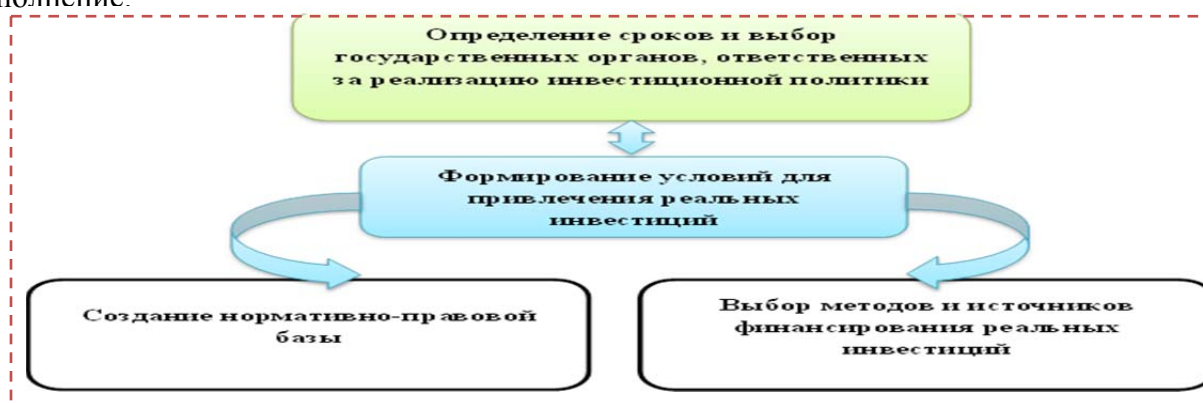 Определение сроков и выбор
государственных органов, ответственных
за реализацию инвестиционной политики
Формирование условий для
привлечения реальных
инвестиций
Создание нормативно-правовой
базы
Выбор методов и источников
финансирования реальных
инвестиций